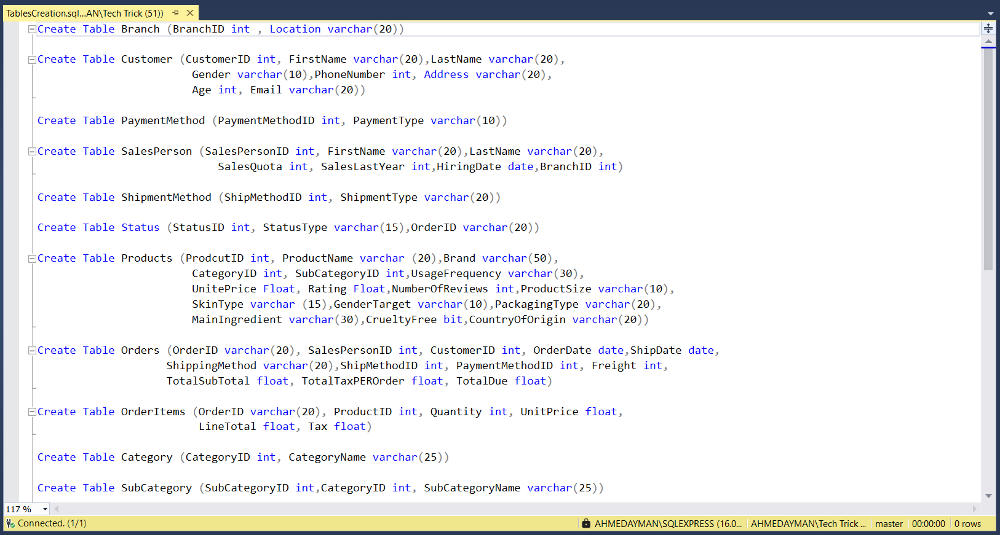 TablesCreation.sql...AN\Tech Trick (51))
Create Table Branch (BranchID int , Location varchar(20))
Create Table Customer (CustomerID int, FirstName varchar(20),LastName varchar(20),
Gender varchar(10),PhoneNumber int, Address varchar(20),
Age int, Email varchar(20))
Create Table PaymentMethod (PaymentMethodID int, PaymentType varchar(10))
Create Table SalesPerson (SalesPersonID int, FirstName varchar(20),LastName varchar(20),
SalesQuota int, SalesLastYear int,HiringDate date,BranchID int)
Create Table ShipmentMethod (ShipMethodID int, ShipmentType varchar(20))
Create Table Status (StatusID int, StatusType varchar(15),OrderID varchar(20))
Create Table Products (ProdcutID int, ProductName varchar (20),Brand varchar(50),
CategoryID int, SubCategoryID int,UsageFrequency varchar(30),
UnitePrice Float, Rating Float,NumberOfReviews int,ProductSize varchar(10),
SkinType varchar (15),GenderTarget varchar(10),PackagingType varchar(20),
MainIngredient varchar(30),CrueltyFree bit,CountryOfOrigin varchar(20))
Create Table Orders (OrderID varchar(20), SalesPersonID int, CustomerID int, OrderDate date,ShipDate date,
ShippingMethod varchar(20),ShipMethodID int, PaymentMethodID int, Freight int,
TotalSubTotal float, TotalTaxPEROrder float, TotalDue float)
Create Table OrderItems (OrderID varchar(20), ProductID int, Quantity int, UnitPrice float,
LineTotal float, Tax float)
Create Table Category (CategoryID int, CategoryName varchar(25))
Create Table SubCategory (SubCategoryID int,CategoryID int, SubCategoryName varchar(25))
117 %
Connected. (1/1) AHMEDAYMAN\SQLEXPRESS (16.0... AHMEDAYMAN\Tech Trick ... master 00:00:00 0 rows